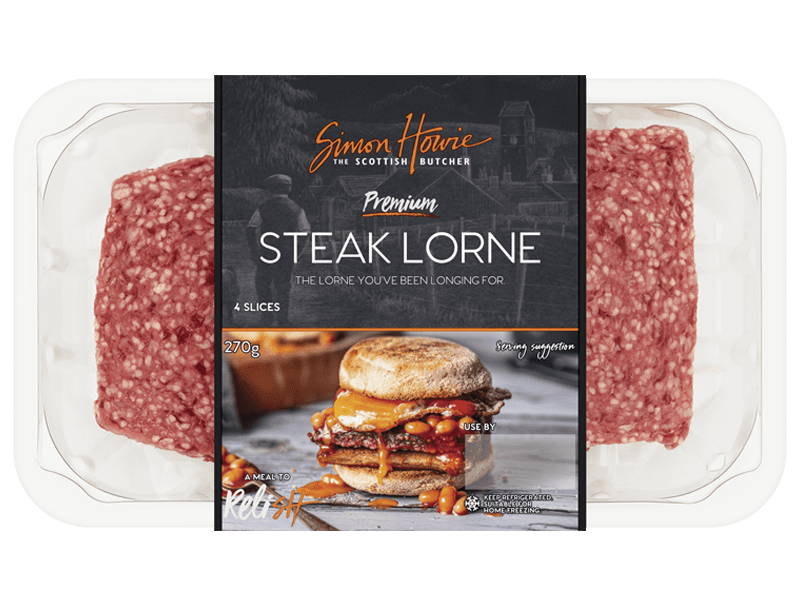 Simon Howie
THE SCOTTISH BUTCHER
Premium
STEAK LORNE
THE LORNE YOU'VE BEEN LONGING FOR.
4 SLICES
270g
Serving suggestion
USE BY
A MEAL TO
Relish
KEEP REFRIGERATED.
SUITABLE FOR
HOME FREEZING.